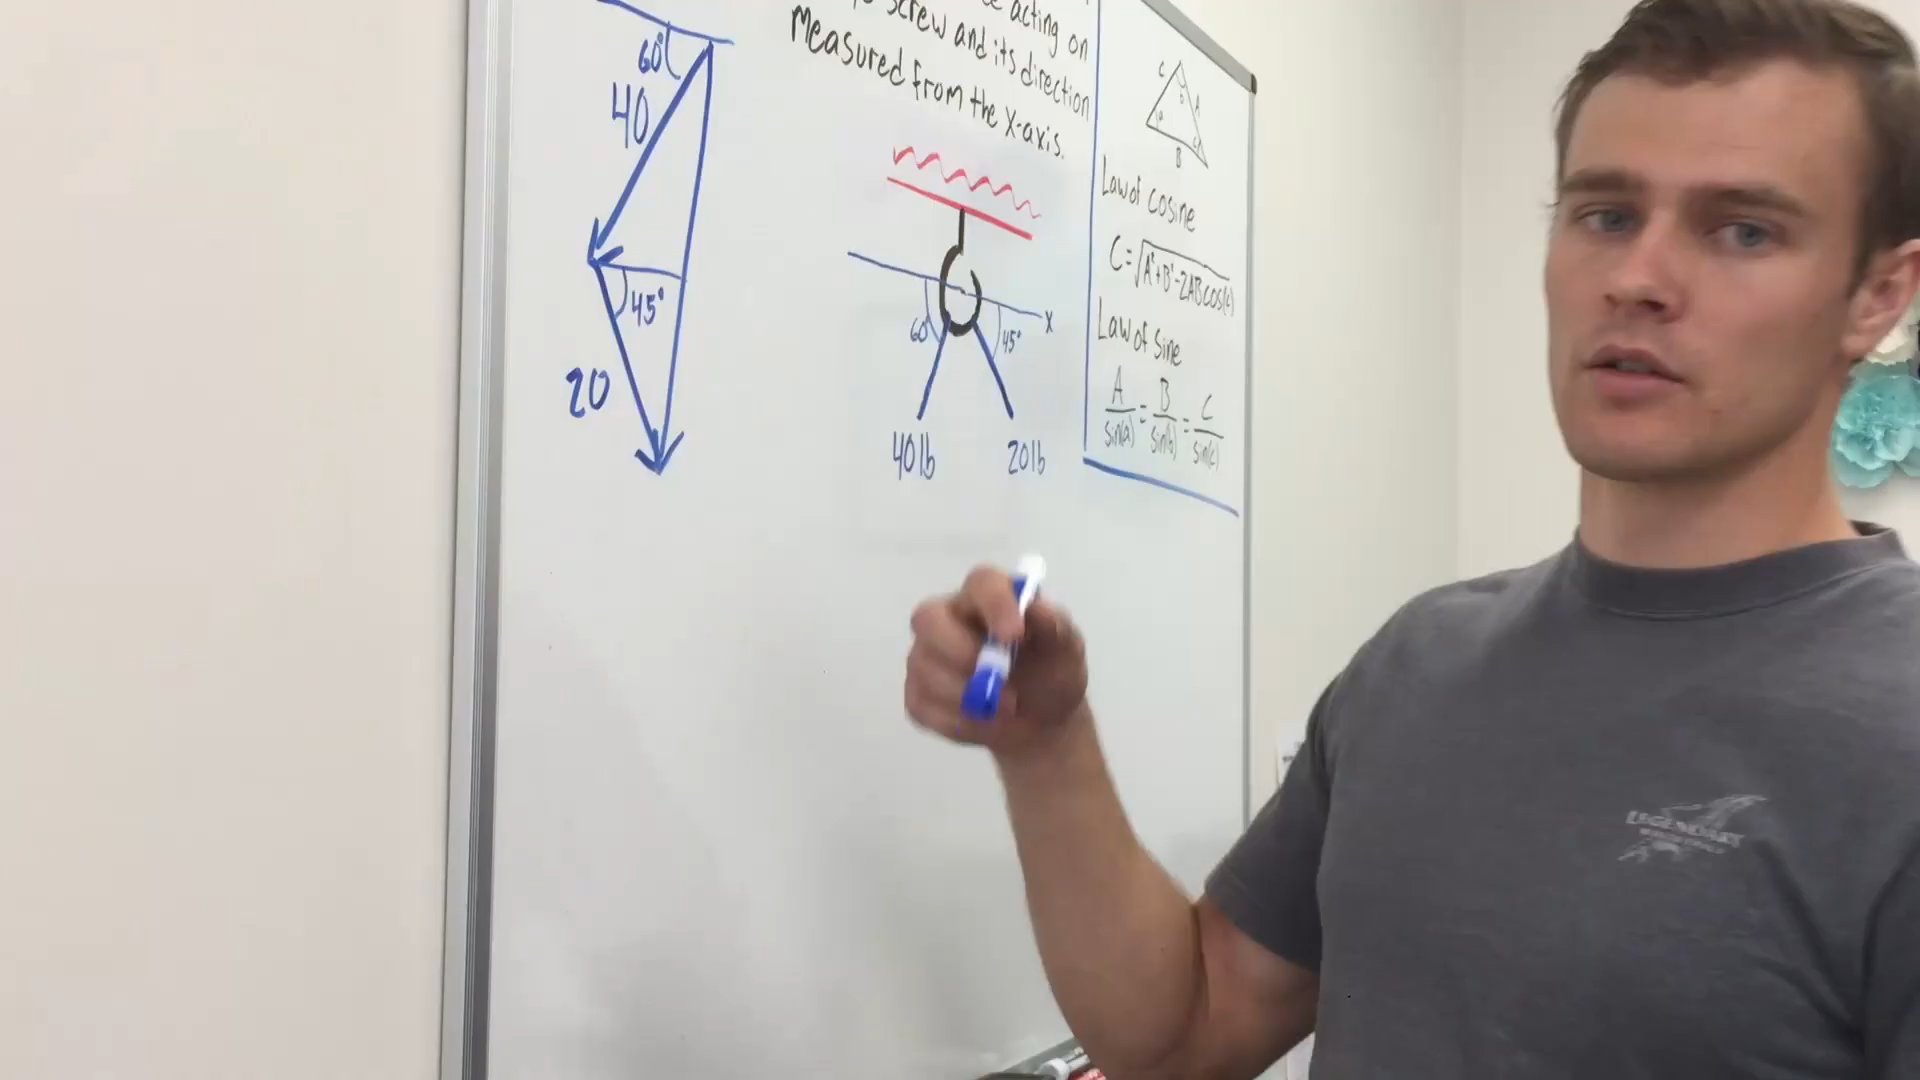 acting on
screw and its direction
Measured from the x-axis.
60°
40
45°
20
60°
45°
x
40lb
20lb
C
A
B
Law of cosine
C=√A²+B²-2ABcos(c)
Law of Sine
A/sin(a) = B/sin(b) = C/sin(c)
LEGENDARY